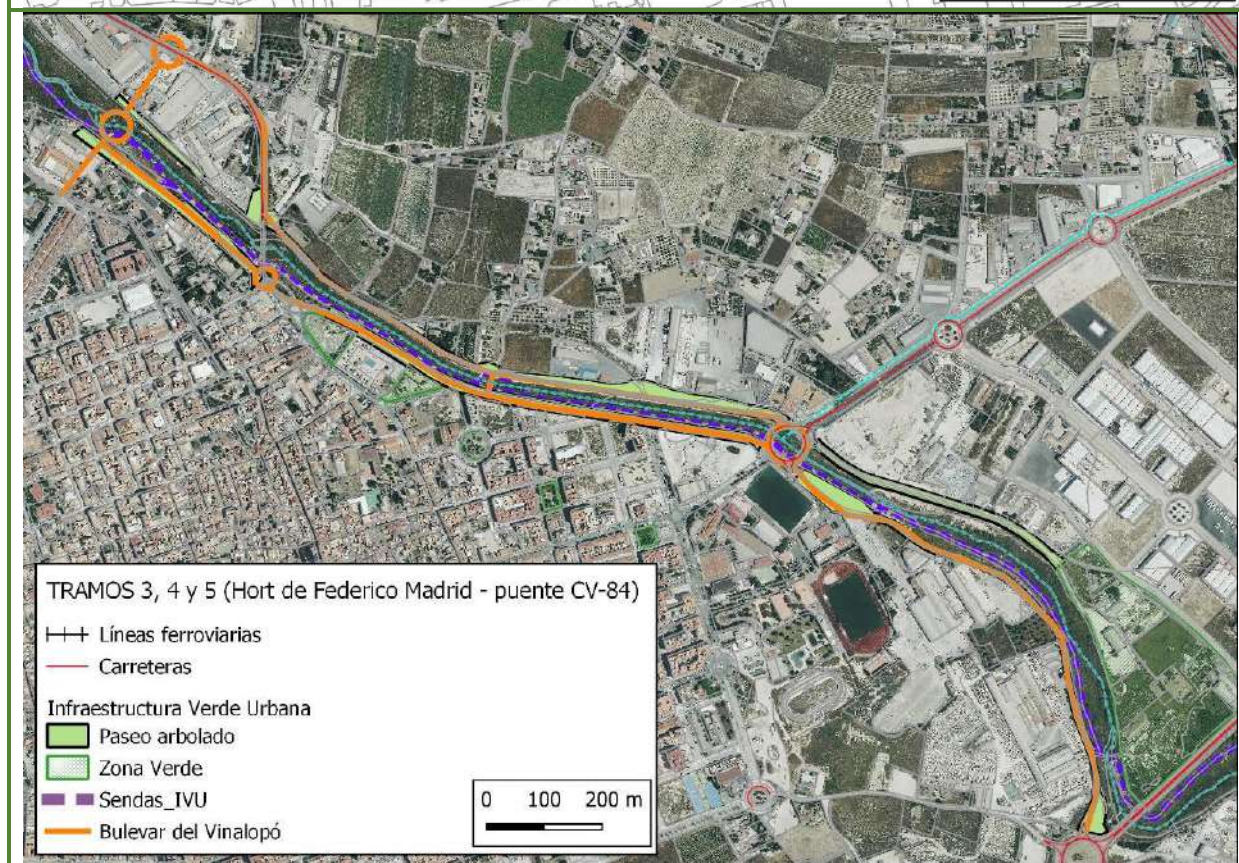 TRAMOS 3, 4 y 5 (Hort de Federico Madrid - puente CV-84)
Líneas ferroviarias
Carreteras
Infraestructura Verde Urbana
Paseo arbolado
Zona Verde
Sendas_IVU
Bulevar del Vinalopó
0 100 200 m